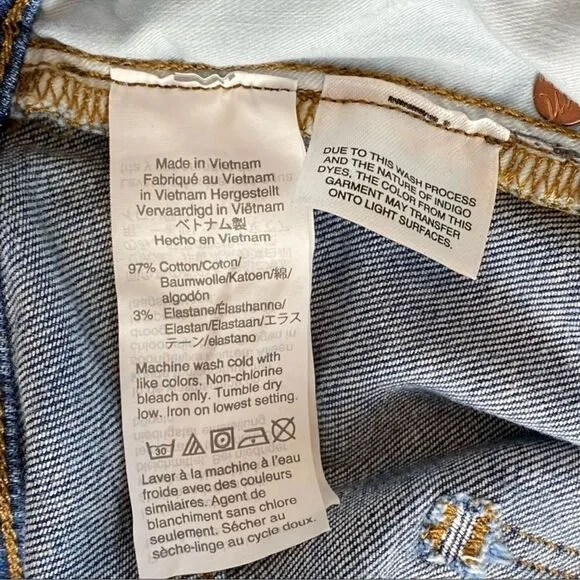 Made in Vietnam
Fabriqué au Vietnam
in Vietnam Hergestellt
Vervaardigd in Viëtnam
ベトナム製
Hecho en Vietnam
97% Cotton/Coton/
Baumwolle/Katoen/綿/
algodón
3% Elastane/Élasthanne/
Elastan/Elastaan/エラス
テーン/elastano
Machine wash cold with
like colors. Non-chlorine
bleach only. Tumble dry
low. Iron on lowest setting.
30
Laver à la machine à l'eau
froide avec des couleurs
similaires. Agent de
blanchiment sans chlore
seulement. Sécher au
sèche-linge au cycle doux.
DUE TO THIS WASH PROCESS
AND THE NATURE OF INDIGO
DYES, THE COLOR FROM THIS
GARMENT MAY TRANSFER
ONTO LIGHT SURFACES.